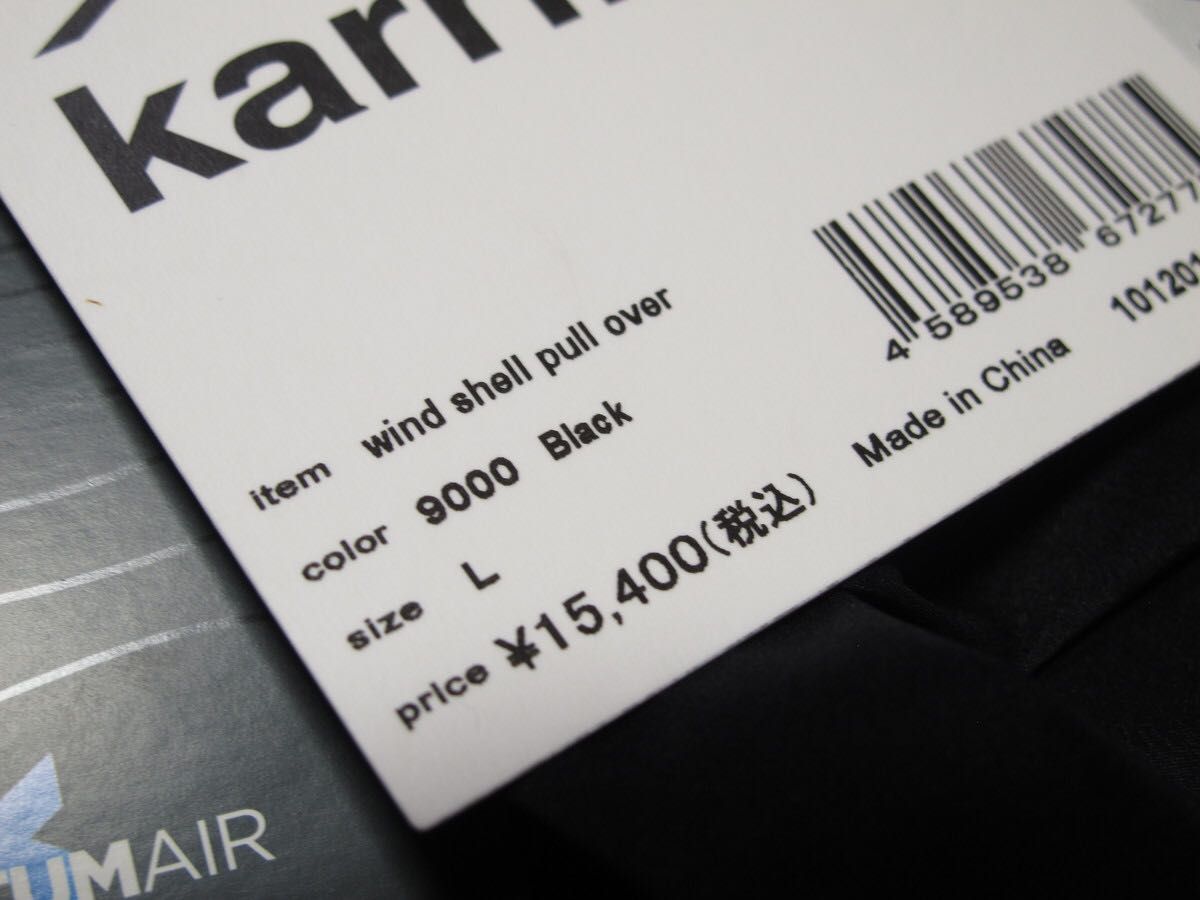 karri
4 589538 67277
Made in China 101201
item wind shell pull over
color 9000 Black
size L
price ¥15,400(税込)
TUMAIR